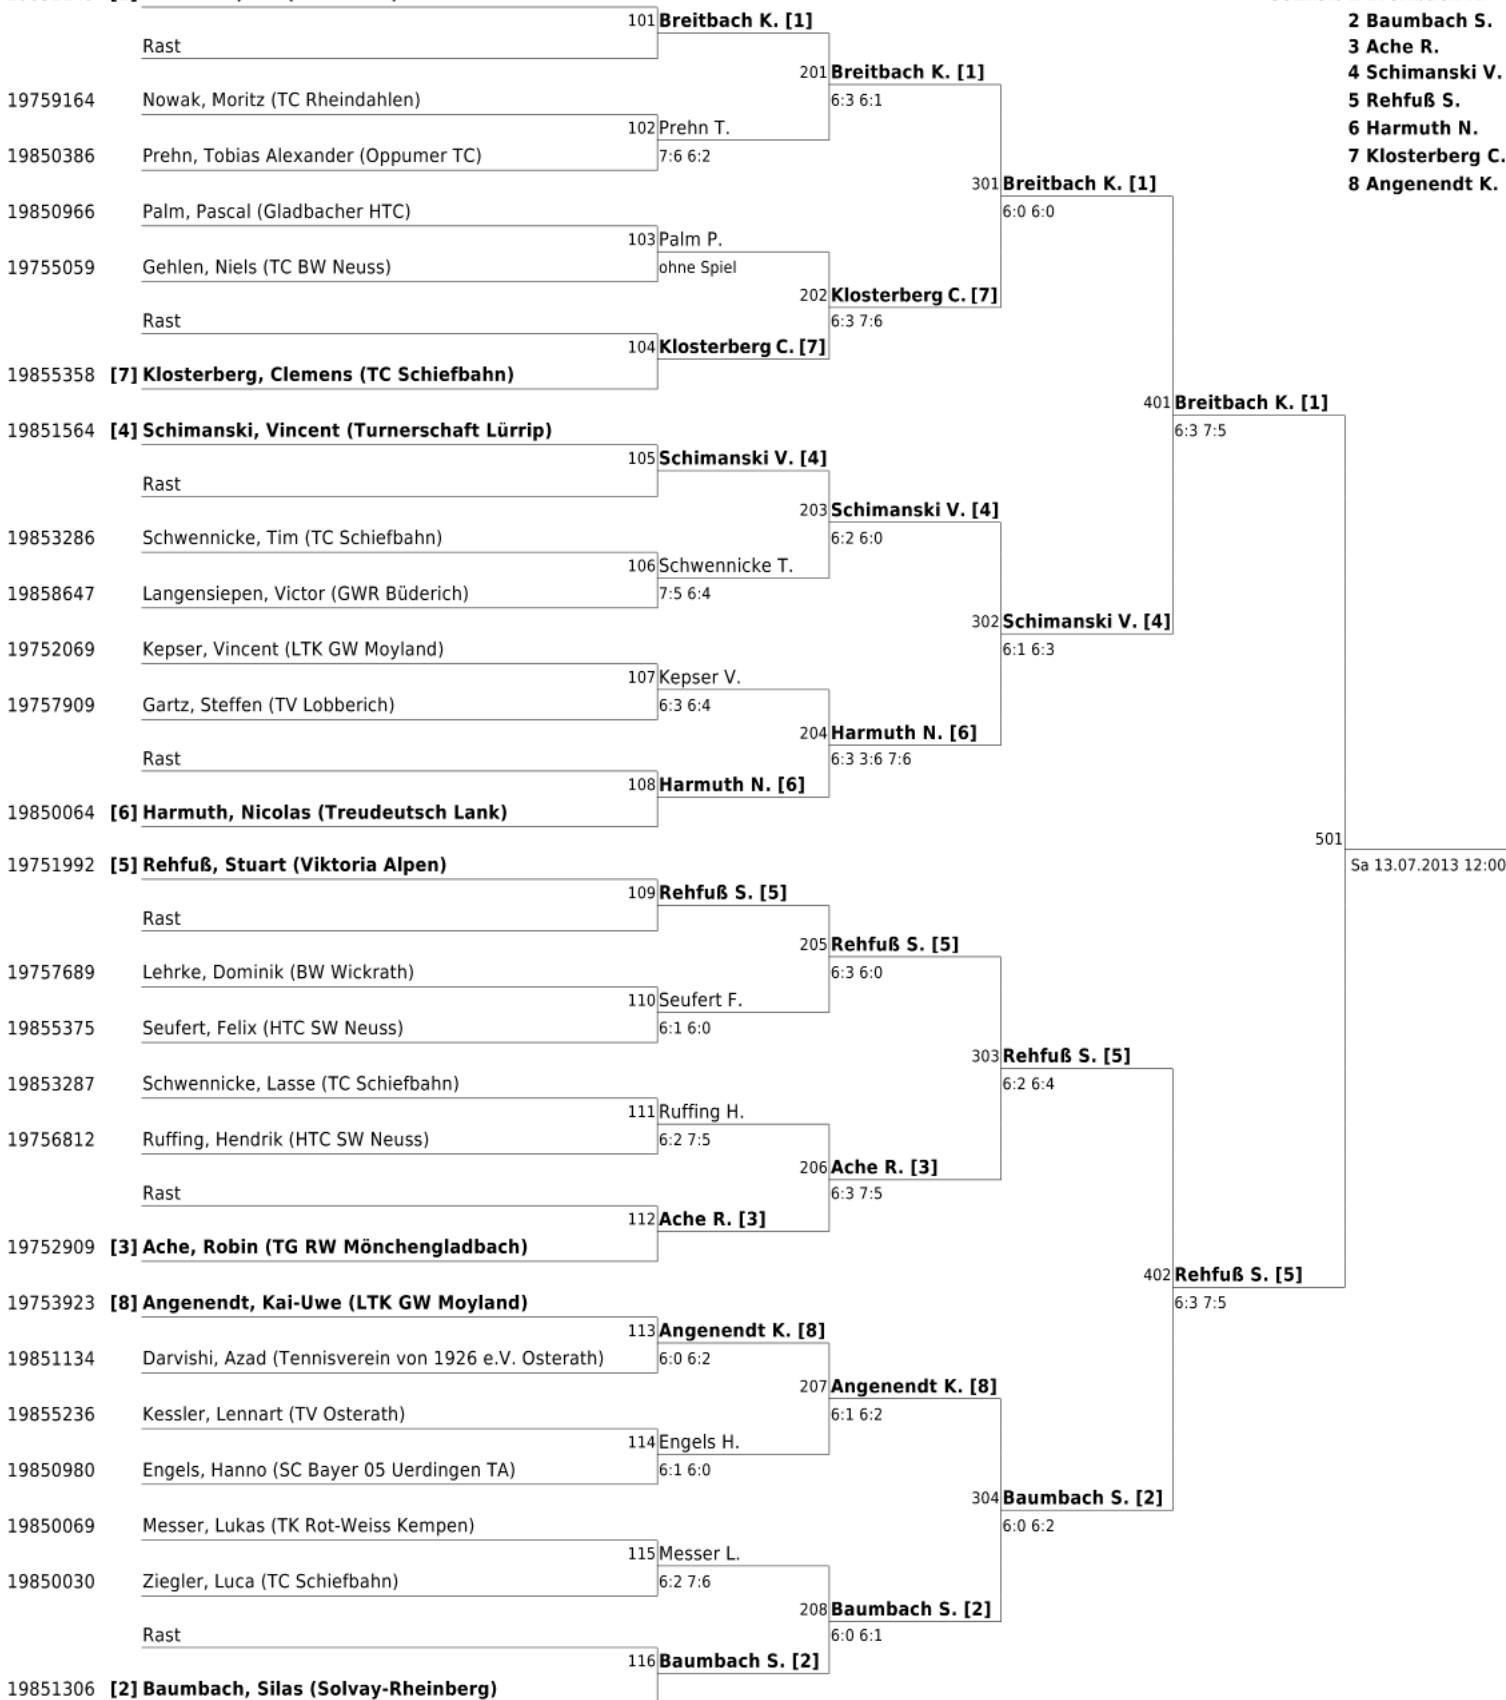 101 Breitbach K. [1]
2 Baumbach S.
Rast
3 Ache R.
201 Breitbach K. [1]
4 Schimanski V.
19759164 Nowak, Moritz (TC Rheindahlen)
6:3 6:1
5 Rehfuß S.
102 Prehn T.
6 Harmuth N.
19850386 Prehn, Tobias Alexander (Oppumer TC)
7:6 6:2
7 Klosterberg C.
301 Breitbach K. [1]
8 Angenendt K.
19850966 Palm, Pascal (Gladbacher HTC)
6:0 6:0
103 Palm P.
19755059 Gehlen, Niels (TC BW Neuss)
ohne Spiel
202 Klosterberg C. [7]
Rast
6:3 7:6
104 Klosterberg C. [7]
19855358 [7] Klosterberg, Clemens (TC Schiefbahn)
401 Breitbach K. [1]
19851564 [4] Schimanski, Vincent (Turnerschaft Lürrip)
6:3 7:5
105 Schimanski V. [4]
Rast
203 Schimanski V. [4]
19853286 Schwennicke, Tim (TC Schiefbahn)
6:2 6:0
106 Schwennicke T.
19858647 Langensiepen, Victor (GWR Büderich)
7:5 6:4
302 Schimanski V. [4]
19752069 Kepser, Vincent (LTK GW Moyland)
6:1 6:3
107 Kepser V.
19757909 Gartz, Steffen (TV Lobberich)
6:3 6:4
204 Harmuth N. [6]
Rast
6:3 3:6 7:6
108 Harmuth N. [6]
19850064 [6] Harmuth, Nicolas (Treudeutsch Lank)
501
19751992 [5] Rehfuß, Stuart (Viktoria Alpen)
Sa 13.07.2013 12:00
109 Rehfuß S. [5]
Rast
205 Rehfuß S. [5]
19757689 Lehrke, Dominik (BW Wickrath)
6:3 6:0
110 Seufert F.
19855375 Seufert, Felix (HTC SW Neuss)
6:1 6:0
303 Rehfuß S. [5]
19853287 Schwennicke, Lasse (TC Schiefbahn)
6:2 6:4
111 Ruffing H.
19756812 Ruffing, Hendrik (HTC SW Neuss)
6:2 7:5
206 Ache R. [3]
Rast
6:3 7:5
112 Ache R. [3]
19752909 [3] Ache, Robin (TG RW Mönchengladbach)
402 Rehfuß S. [5]
19753923 [8] Angenendt, Kai-Uwe (LTK GW Moyland)
6:3 7:5
113 Angenendt K. [8]
19851134 Darvishi, Azad (Tennisverein von 1926 e.V. Osterath)
6:0 6:2
207 Angenendt K. [8]
19855236 Kessler, Lennart (TV Osterath)
6:1 6:2
114 Engels H.
19850980 Engels, Hanno (SC Bayer 05 Uerdingen TA)
6:1 6:0
304 Baumbach S. [2]
19850069 Messer, Lukas (TK Rot-Weiss Kempen)
6:0 6:2
115 Messer L.
19850030 Ziegler, Luca (TC Schiefbahn)
6:2 7:6
208 Baumbach S. [2]
Rast
6:0 6:1
116 Baumbach S. [2]
19851306 [2] Baumbach, Silas (Solvay-Rheinberg)